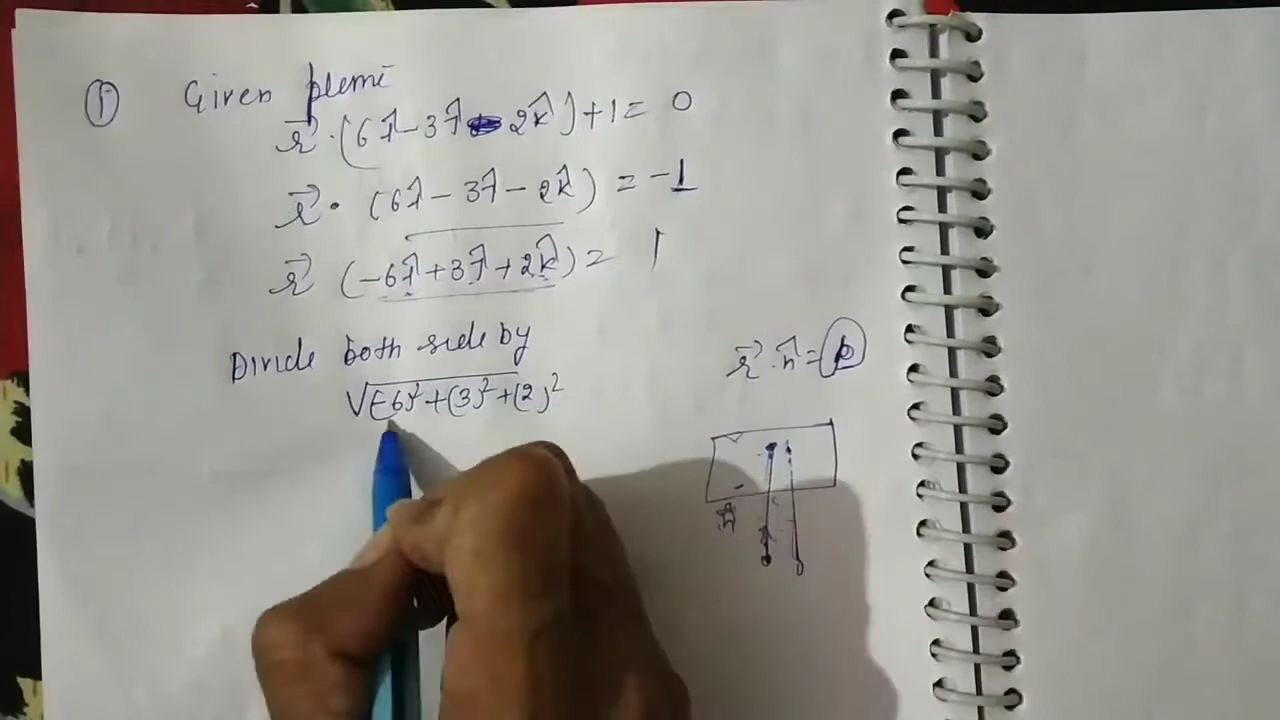 ① Given plane
r⃗ · (6î - 3ĵ - 2k̂) + 1 = 0
r⃗ · (6î - 3ĵ - 2k̂) = -1
r⃗ (-6î + 3ĵ + 2k̂) = 1
Divide both side by
√(-6)² + (3)² + (2)²
r⃗ . n̂ = p